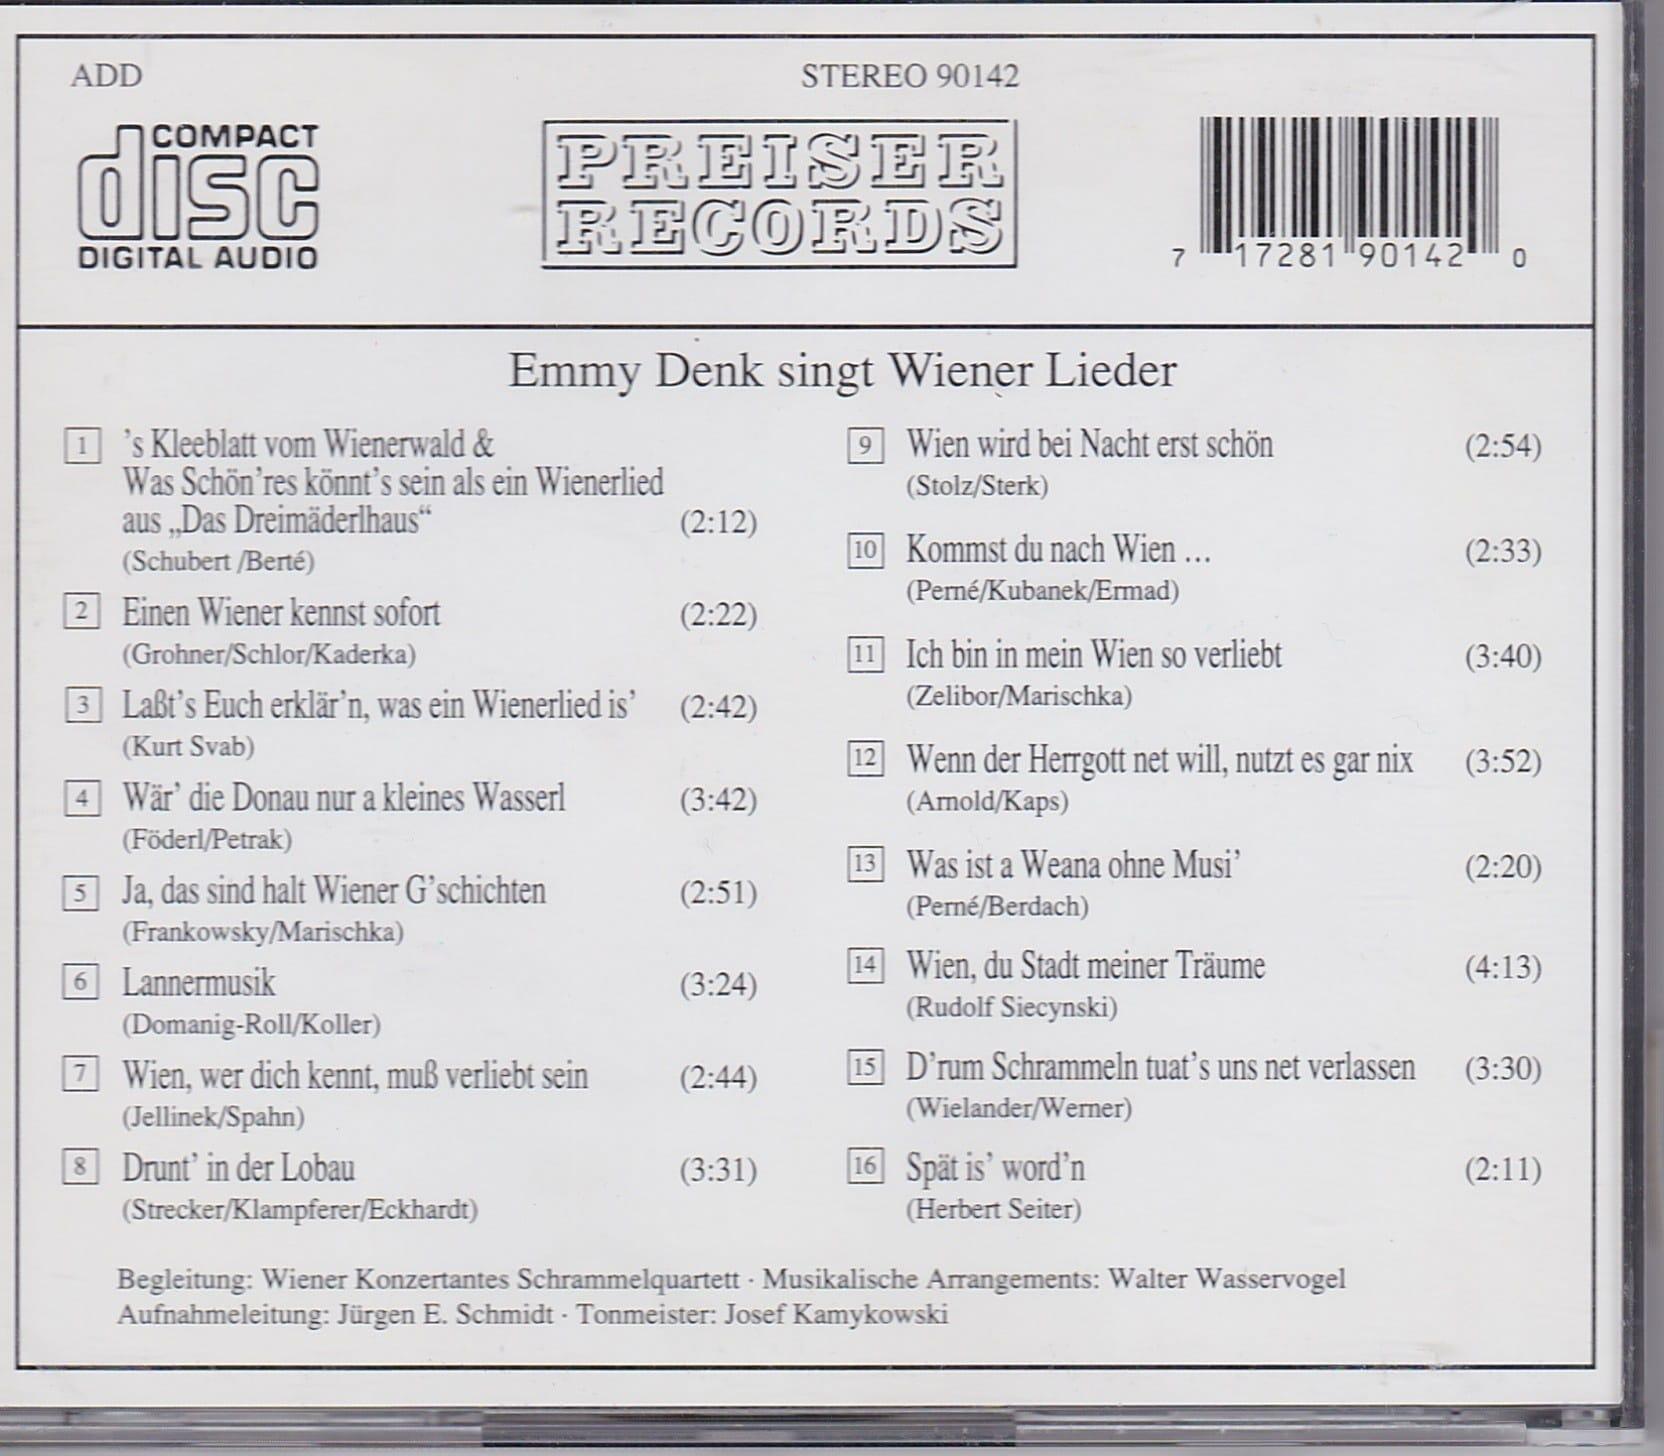 ADD
STEREO 90142
COMPACT
disc
DIGITAL AUDIO
PREISER
RECORDS
7 17281 90142 0
Emmy Denk singt Wiener Lieder
1 's Kleeblatt vom Wienerwald &
Was Schön'res könnt's sein als ein Wienerlied
aus „Das Dreimäderlhaus“ (2:12)
(Schubert /Berté)
2 Einen Wiener kennst sofort (2:22)
(Grohner/Schlor/Kaderka)
3 Laßt's Euch erklär'n, was ein Wienerlied is' (2:42)
(Kurt Svab)
4 Wär' die Donau nur a kleines Wasserl (3:42)
(Föderl/Petrak)
5 Ja, das sind halt Wiener G'schichten (2:51)
(Frankowsky/Marischka)
6 Lannermusik (3:24)
(Domanig-Roll/Koller)
7 Wien, wer dich kennt, muß verliebt sein (2:44)
(Jellinek/Spahn)
8 Drunt' in der Lobau (3:31)
(Strecker/Klampferer/Eckhardt)
9 Wien wird bei Nacht erst schön (2:54)
(Stolz/Sterk)
10 Kommst du nach Wien ... (2:33)
(Perné/Kubanek/Ermad)
11 Ich bin in mein Wien so verliebt (3:40)
(Zelibor/Marischka)
12 Wenn der Herrgott net will, nutzt es gar nix (3:52)
(Arnold/Kaps)
13 Was ist a Weana ohne Musi' (2:20)
(Perné/Berdach)
14 Wien, du Stadt meiner Träume (4:13)
(Rudolf Siecynski)
15 D'rum Schrammeln tuat's uns net verlassen (3:30)
(Wielander/Werner)
16 Spät is' word'n (2:11)
(Herbert Seiter)
Begleitung: Wiener Konzertantes Schrammelquartett · Musikalische Arrangements: Walter Wasservogel
Aufnahmeleitung: Jürgen E. Schmidt · Tonmeister: Josef Kamykowski